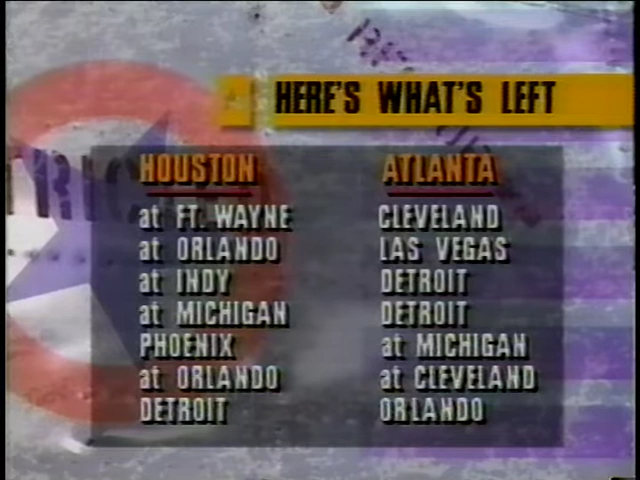 HERE'S WHAT'S LEFT
HOUSTON
at FT. WAYNE
at ORLANDO
at INDY
at MICHIGAN
PHOENIX
at ORLANDO
DETROIT
ATLANTA
CLEVELAND
LAS VEGAS
DETROIT
DETROIT
at MICHIGAN
at CLEVELAND
ORLANDO